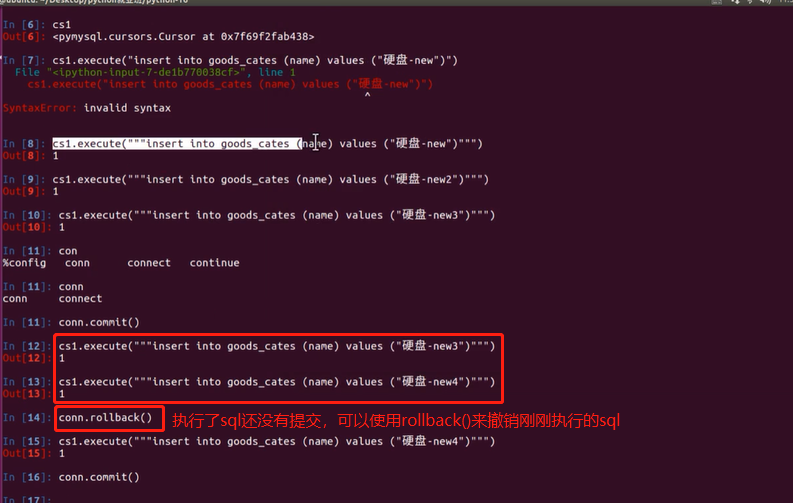 In [6]: cs1
Out[6]: <pymysql.cursors.Cursor at 0x7f69f2fab438>
In [7]: cs1.execute("insert into goods_cates (name) values ("硬盘-new")")
File "<ipython-input-7-de1b770038cf>", line 1
cs1.execute("insert into goods_cates (name) values ("硬盘-new")")
^
SyntaxError: invalid syntax
In [8]: cs1.execute("""insert into goods_cates (name) values ("硬盘-new")""")
Out[8]: 1
In [9]: cs1.execute("""insert into goods_cates (name) values ("硬盘-new2")""")
Out[9]: 1
In [10]: cs1.execute("""insert into goods_cates (name) values ("硬盘-new3")""")
Out[10]: 1
In [11]: con
%config conn connect continue
In [11]: conn
conn connect
In [11]: conn.commit()
In [12]: cs1.execute("""insert into goods_cates (name) values ("硬盘-new3")""")
Out[12]: 1
In [13]: cs1.execute("""insert into goods_cates (name) values ("硬盘-new4")""")
Out[13]: 1
In [14]: conn.rollback() 执行了sql还没有提交，可以使用rollback()来撤销刚刚执行的sql
In [15]: cs1.execute("""insert into goods_cates (name) values ("硬盘-new4")""")
Out[15]: 1
In [16]: conn.commit()
In [17]: